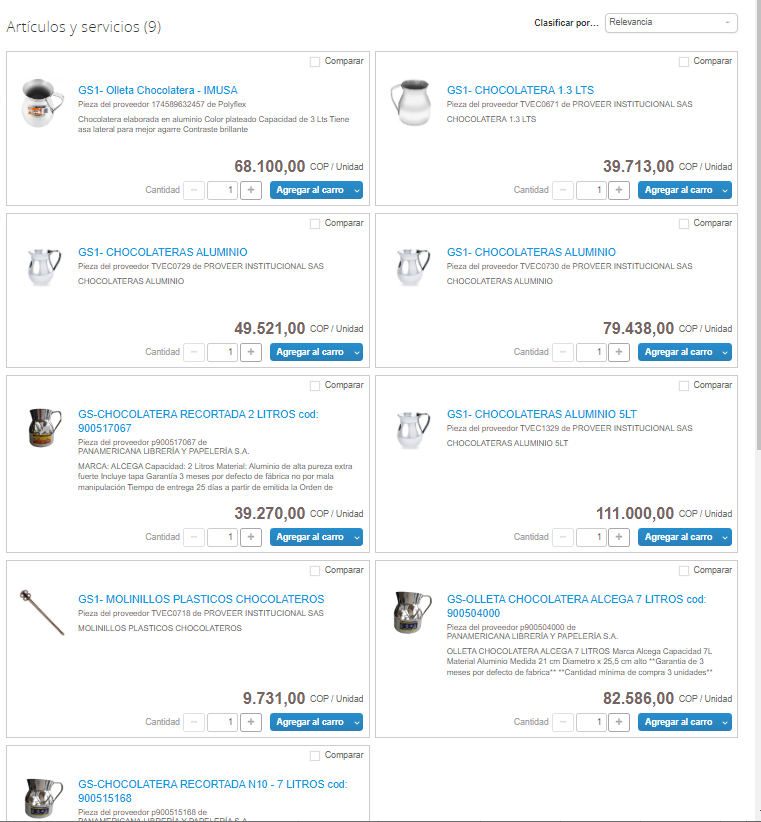 Artículos y servicios (9)
Clasificar por... Relevancia
Comparar
GS1- Olleta Chocolatera - IMUSA
Pieza del proveedor 174589632457 de Polyflex
Chocolatera elaborada en aluminio Color plateado Capacidad de 3 Lts Tiene
asa lateral para mejor agarre Contraste brillante
68.100,00 COP / Unidad
Cantidad − 1 + Agregar al carro
Comparar
GS1- CHOCOLATERA 1.3 LTS
Pieza del proveedor TVEC0671 de PROVEER INSTITUCIONAL SAS
CHOCOLATERA 1.3 LTS
39.713,00 COP / Unidad
Cantidad − 1 + Agregar al carro
Comparar
GS1- CHOCOLATERAS ALUMINIO
Pieza del proveedor TVEC0729 de PROVEER INSTITUCIONAL SAS
CHOCOLATERAS ALUMINIO
49.521,00 COP / Unidad
Cantidad − 1 + Agregar al carro
Comparar
GS1- CHOCOLATERAS ALUMINIO
Pieza del proveedor TVEC0730 de PROVEER INSTITUCIONAL SAS
CHOCOLATERAS ALUMINIO
79.438,00 COP / Unidad
Cantidad − 1 + Agregar al carro
Comparar
GS-CHOCOLATERA RECORTADA 2 LITROS cod:
900517067
Pieza del proveedor p900517067 de
PANAMERICANA LIBRERÍA Y PAPELERÍA S.A.
MARCA: ALCEGA Capacidad: 2 Litros Material: Aluminio de alta pureza extra
fuerte Incluye tapa Garantía 3 meses por defecto de fábrica no por mala
manipulación Tiempo de entrega 25 días a partir de emitida la Orden de
39.270,00 COP / Unidad
Cantidad − 1 + Agregar al carro
Comparar
GS1- CHOCOLATERAS ALUMINIO 5LT
Pieza del proveedor TVEC1329 de PROVEER INSTITUCIONAL SAS
CHOCOLATERAS ALUMINIO 5LT
111.000,00 COP / Unidad
Cantidad − 1 + Agregar al carro
Comparar
GS1- MOLINILLOS PLASTICOS CHOCOLATEROS
Pieza del proveedor TVEC0718 de PROVEER INSTITUCIONAL SAS
MOLINILLOS PLASTICOS CHOCOLATEROS
9.731,00 COP / Unidad
Cantidad − 1 + Agregar al carro
Comparar
GS-OLLETA CHOCOLATERA ALCEGA 7 LITROS cod:
900504000
Pieza del proveedor p900504000 de
PANAMERICANA LIBRERÍA Y PAPELERÍA S.A.
OLLETA CHOCOLATERA ALCEGA 7 LITROS Marca Alcega Capacidad 7L
Material Aluminio Medida 21 cm Diametro x 25,5 cm alto **Garantia de 3
meses por defecto de fabrica** **Cantidad mínima de compra 3 unidades**
82.586,00 COP / Unidad
Cantidad − 1 + Agregar al carro
Comparar
GS-CHOCOLATERA RECORTADA N10 - 7 LITROS cod:
900515168
Pieza del proveedor p900515168 de
PANAMERICANA LIBRERÍA Y PAPELERÍA S.A.